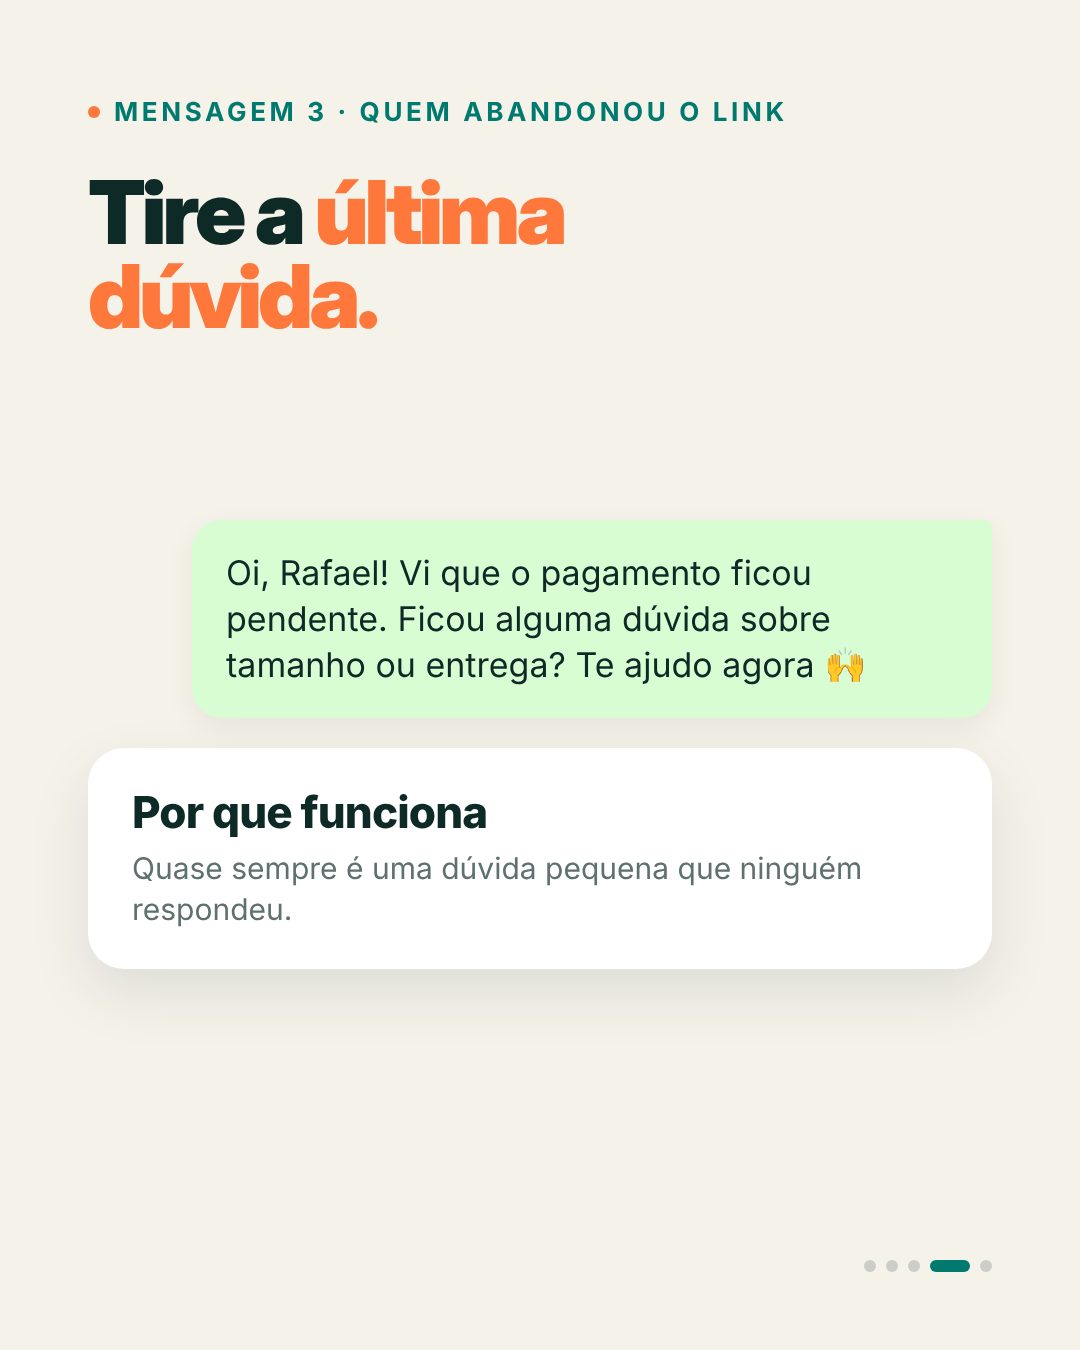 MENSAGEM 3 · QUEM ABANDONOU O LINK
Tire a última
dúvida.
Oi, Rafael! Vi que o pagamento ficou
pendente. Ficou alguma dúvida sobre
tamanho ou entrega? Te ajudo agora 🙌
Por que funciona
Quase sempre é uma dúvida pequena que ninguém
respondeu.